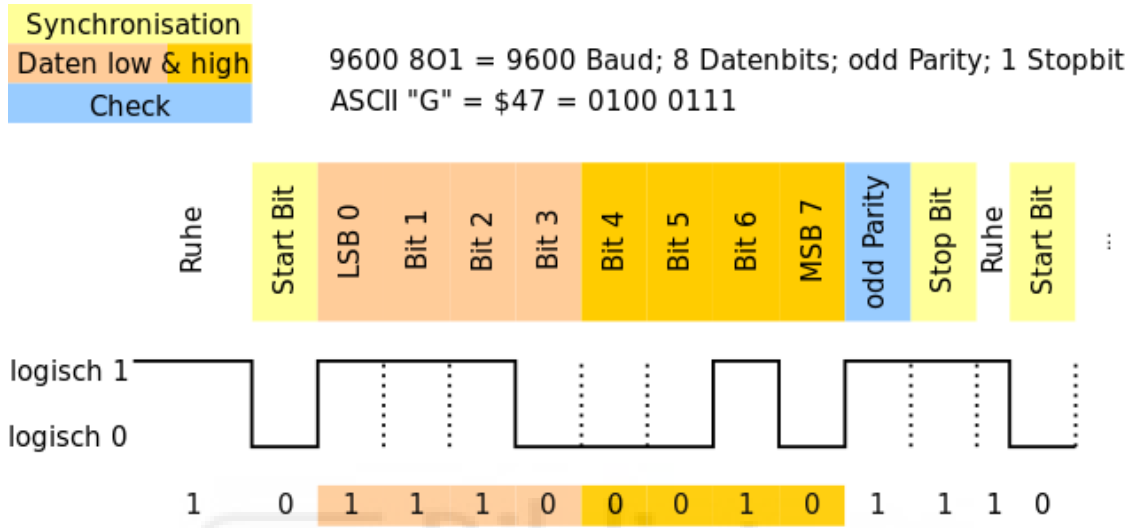 Synchronisation
Daten low & high
Check
9600 8O1 = 9600 Baud; 8 Datenbits; odd Parity; 1 Stopbit
ASCII "G" = $47 = 0100 0111
Ruhe
Start Bit
LSB 0
Bit 1
Bit 2
Bit 3
Bit 4
Bit 5
Bit 6
MSB 7
odd Parity
Stop Bit
Ruhe
Start Bit
...
logisch 1
logisch 0
1 0 1 1 1 0 0 0 1 0 1 1 1 0